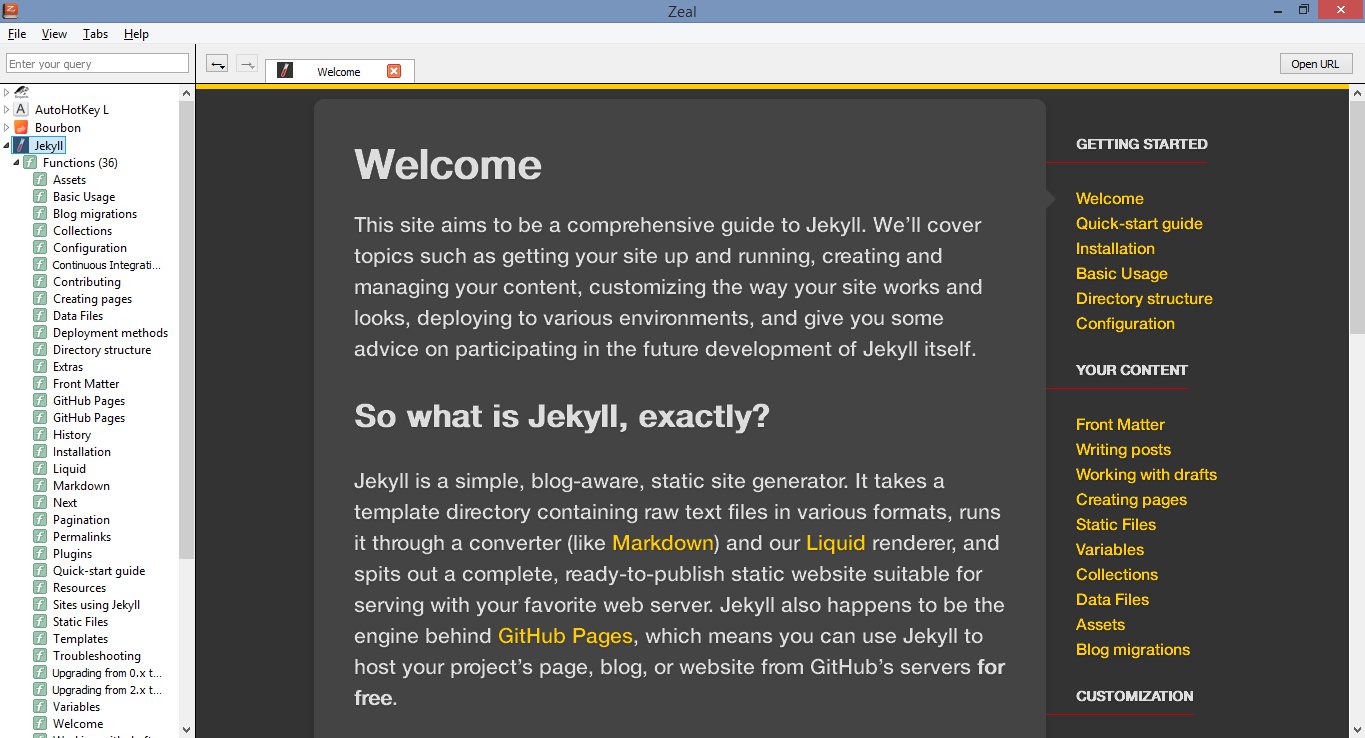 Zeal
File View Tabs Help
Enter your query
Welcome
Open URL
A AutoHotKey L
Bourbon
Jekyll
f Functions (36)
f Assets
f Basic Usage
f Blog migrations
f Collections
f Configuration
f Continuous Integrati...
f Contributing
f Creating pages
f Data Files
f Deployment methods
f Directory structure
f Extras
f Front Matter
f GitHub Pages
f GitHub Pages
f History
f Installation
f Liquid
f Markdown
f Next
f Pagination
f Permalinks
f Plugins
f Quick-start guide
f Resources
f Sites using Jekyll
f Static Files
f Templates
f Troubleshooting
f Upgrading from 0.x t...
f Upgrading from 2.x t...
f Variables
f Welcome
Welcome
This site aims to be a comprehensive guide to Jekyll. We’ll cover
topics such as getting your site up and running, creating and
managing your content, customizing the way your site works and
looks, deploying to various environments, and give you some
advice on participating in the future development of Jekyll itself.
So what is Jekyll, exactly?
Jekyll is a simple, blog-aware, static site generator. It takes a
template directory containing raw text files in various formats, runs
it through a converter (like Markdown) and our Liquid renderer, and
spits out a complete, ready-to-publish static website suitable for
serving with your favorite web server. Jekyll also happens to be the
engine behind GitHub Pages, which means you can use Jekyll to
host your project’s page, blog, or website from GitHub’s servers for
free.
GETTING STARTED
Welcome
Quick-start guide
Installation
Basic Usage
Directory structure
Configuration
YOUR CONTENT
Front Matter
Writing posts
Working with drafts
Creating pages
Static Files
Variables
Collections
Data Files
Assets
Blog migrations
CUSTOMIZATION